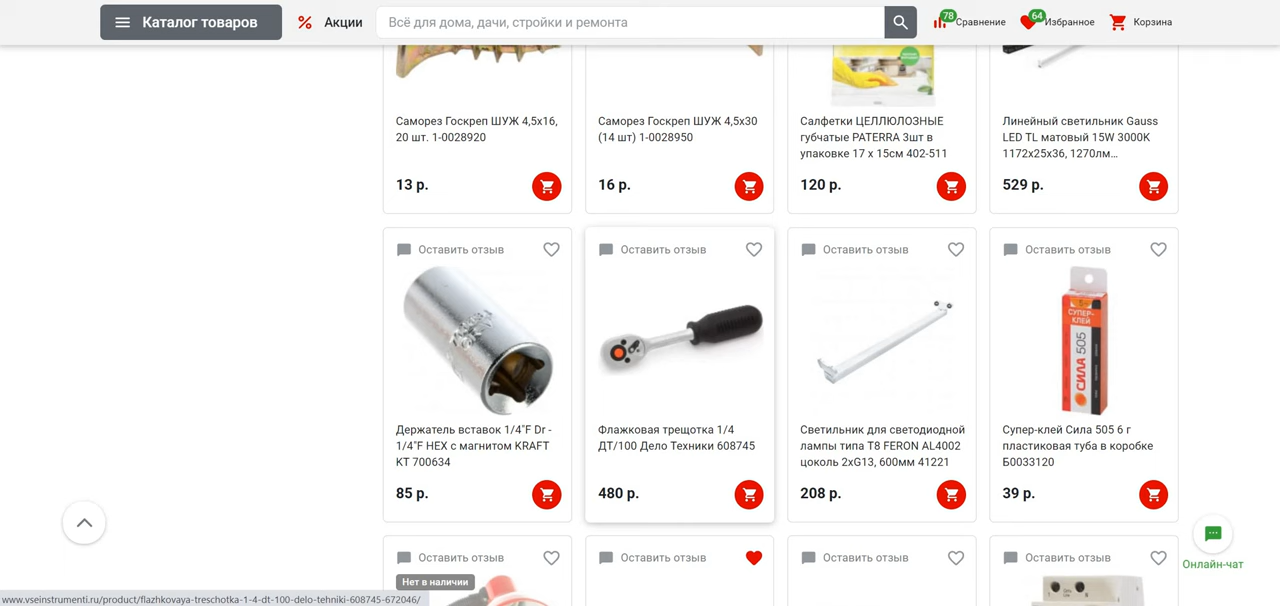 Каталог товаров
Акции
Всё для дома, дачи, стройки и ремонта
78
Сравнение
64
Избранное
Корзина
Саморез Госкреп ШУЖ 4,5х16,
20 шт. 1-0028920
13 р.
Саморез Госкреп ШУЖ 4,5х30
(14 шт) 1-0028950
16 р.
Салфетки ЦЕЛЛЮЛОЗНЫЕ
губчатые PATERRA 3шт в
упаковке 17 х 15см 402-511
120 р.
Линейный светильник Gauss
LED TL матовый 15W 3000K
1172х25х36, 1270лм...
529 р.
Оставить отзыв
Держатель вставок 1/4"F Dr -
1/4"F HEX с магнитом KRAFT
KT 700634
85 р.
Оставить отзыв
Флажковая трещотка 1/4
ДТ/100 Дело Техники 608745
480 р.
Оставить отзыв
Светильник для светодиодной
лампы типа T8 FERON AL4002
цоколь 2xG13, 600мм 41221
208 р.
Оставить отзыв
СУПЕР-
КЛЕЙ
СИЛА 505
Супер-клей Сила 505 6 г
пластиковая туба в коробке
Б0033120
39 р.
Оставить отзыв
Нет в наличии
Оставить отзыв
Оставить отзыв
Оставить отзыв
Онлайн-чат
www.vseinstrumenti.ru/product/flazhkovaya-treschotka-1-4-dt-100-delo-tehniki-608745-672046/